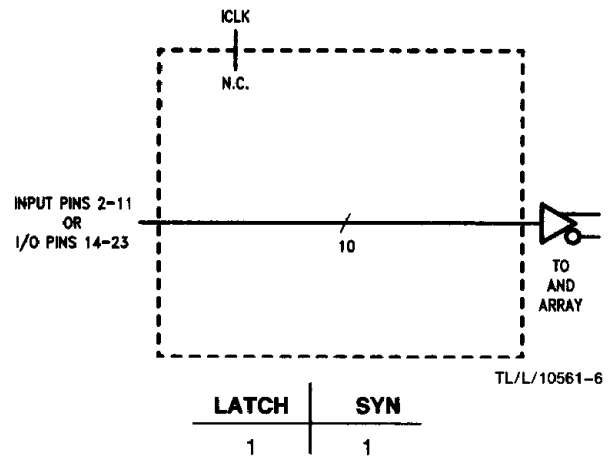 ICLK
N.C.
INPUT PINS 2-11
OR
I/O PINS 14-23
10
TO
AND
ARRAY
TL/L/10561-6
LATCH SYN
1 1